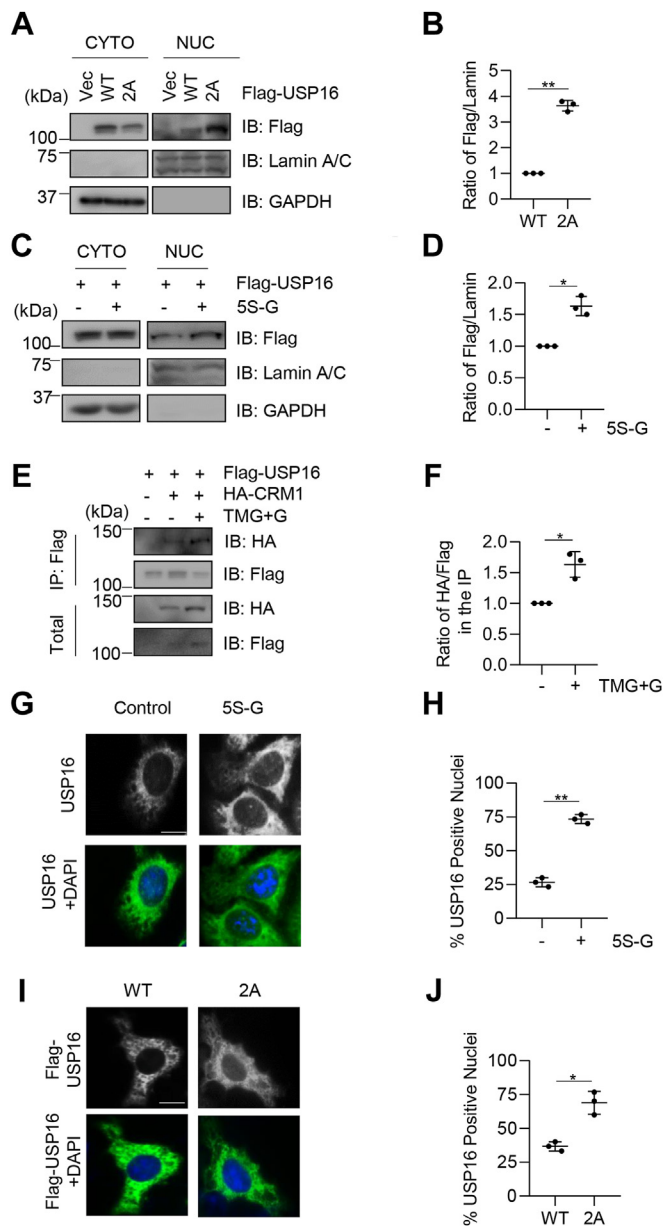 A
CYTO NUC
Vec WT 2A Vec WT 2A Flag-USP16
(kDa)
100 IB: Flag
75 IB: Lamin A/C
37 IB: GAPDH
B
Ratio of Flag/Lamin
5
4
3
2
1
0
**
WT 2A
C
CYTO NUC
+ + + + Flag-USP16
- + - + 5S-G
(kDa)
100 IB: Flag
75 IB: Lamin A/C
37 IB: GAPDH
D
Ratio of Flag/Lamin
2.0
1.5
1.0
0.5
0.0
*
- + 5S-G
E
+ + + Flag-USP16
- + + HA-CRM1
- - + TMG+G
(kDa)
IP: Flag
150 IB: HA
100 IB: Flag
Total
150 IB: HA
100 IB: Flag
F
Ratio of HA/Flag
in the IP
2.0
1.5
1.0
0.5
0.0
*
- + TMG+G
G
Control 5S-G
USP16
USP16
+DAPI
H
% USP16 Positive Nuclei
100
75
50
25
0
**
- + 5S-G
I
WT 2A
Flag-
USP16
Flag-USP16
+DAPI
J
% USP16 Positive Nuclei
100
75
50
25
0
*
WT 2A